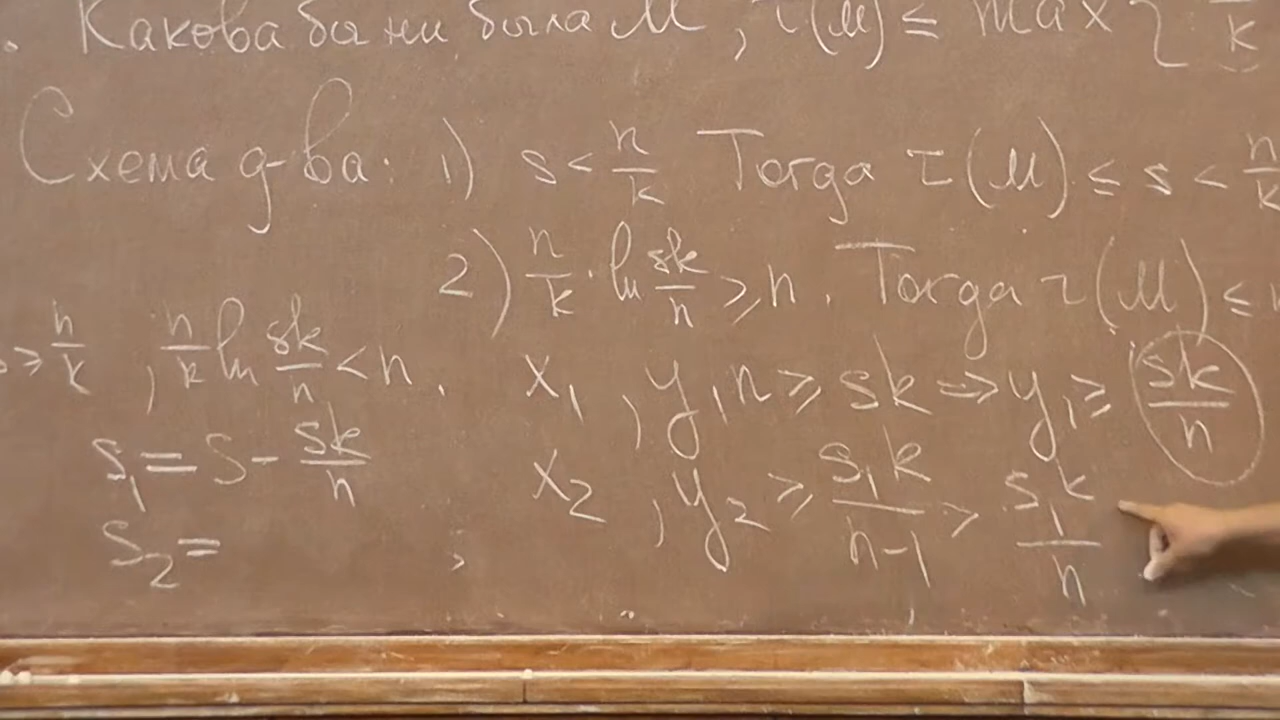 . Какова бы ни была M, τ(M) ≤ max { n/k
Схема д-ва: 1) s < n/k Тогда τ(M) ≤ s < n/k
2) n/k · ln sk/n ≥ n. Тогда τ(M) ≤ n
s ≥ n/k, n/k ln sk/n < n. x₁, y₁n ≥ sk ⇒ y₁ ≥ sk/n
s₁ = s - sk/n x₂, y₂ ≥ s₁k/n-1 > s₁k/n
s₂ =